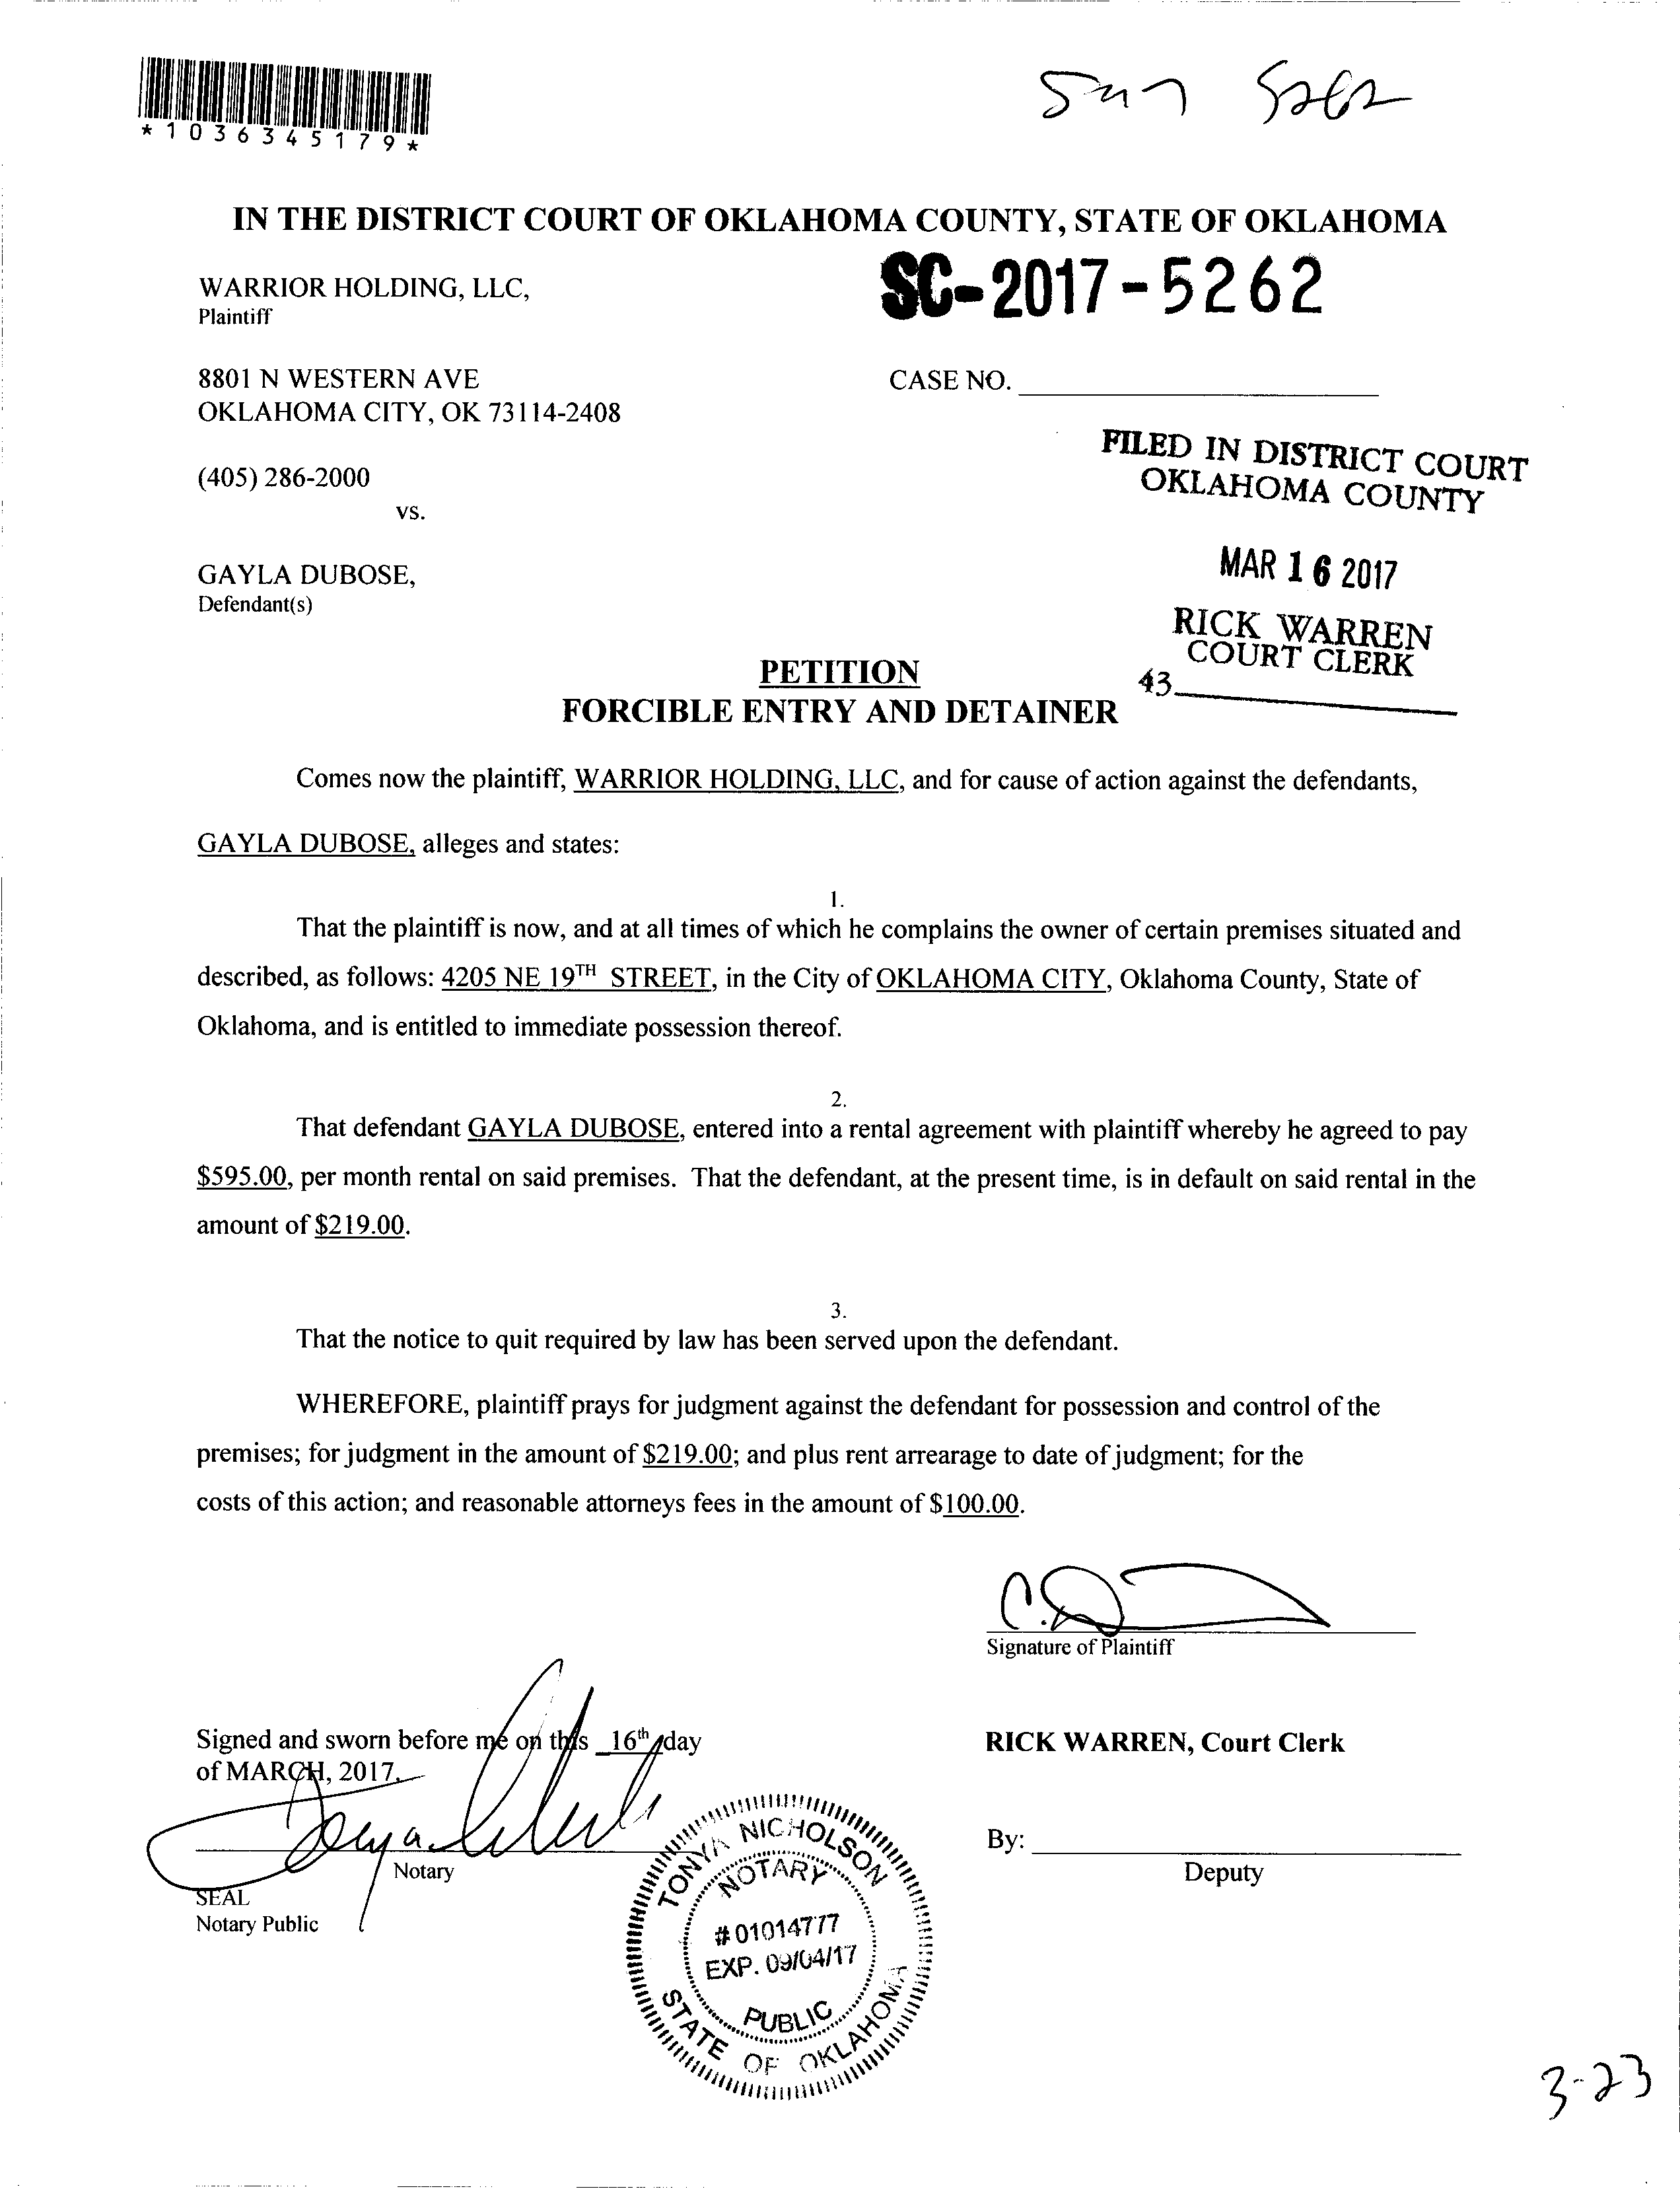 *1036345179*
IN THE DISTRICT COURT OF OKLAHOMA COUNTY, STATE OF OKLAHOMA
WARRIOR HOLDING, LLC,
Plaintiff
SC-2017-5262
8801 N WESTERN AVE
OKLAHOMA CITY, OK 73114-2408
CASE NO.
FILED IN DISTRICT COURT
OKLAHOMA COUNTY
(405) 286-2000
vs.
MAR 16 2017
GAYLA DUBOSE,
Defendant(s)
RICK WARREN
COURT CLERK
43
PETITION
FORCIBLE ENTRY AND DETAINER
Comes now the plaintiff, WARRIOR HOLDING, LLC, and for cause of action against the defendants,
GAYLA DUBOSE, alleges and states:
1.
That the plaintiff is now, and at all times of which he complains the owner of certain premises situated and
described, as follows: 4205 NE 19TH STREET, in the City of OKLAHOMA CITY, Oklahoma County, State of
Oklahoma, and is entitled to immediate possession thereof.
2.
That defendant GAYLA DUBOSE, entered into a rental agreement with plaintiff whereby he agreed to pay
$595.00, per month rental on said premises. That the defendant, at the present time, is in default on said rental in the
amount of $219.00.
3.
That the notice to quit required by law has been served upon the defendant.
WHEREFORE, plaintiff prays for judgment against the defendant for possession and control of the
premises; for judgment in the amount of $219.00; and plus rent arrearage to date of judgment; for the
costs of this action; and reasonable attorneys fees in the amount of $100.00.
Signature of Plaintiff
Signed and sworn before me on this 16th day
of MARCH, 2017.
RICK WARREN, Court Clerk
By:
Deputy
Notary
SEAL
Notary Public
TONYA NICHOLSON
NOTARY
#01014777
EXP. 09/04/17
PUBLIC
STATE OF OKLAHOMA
3-23